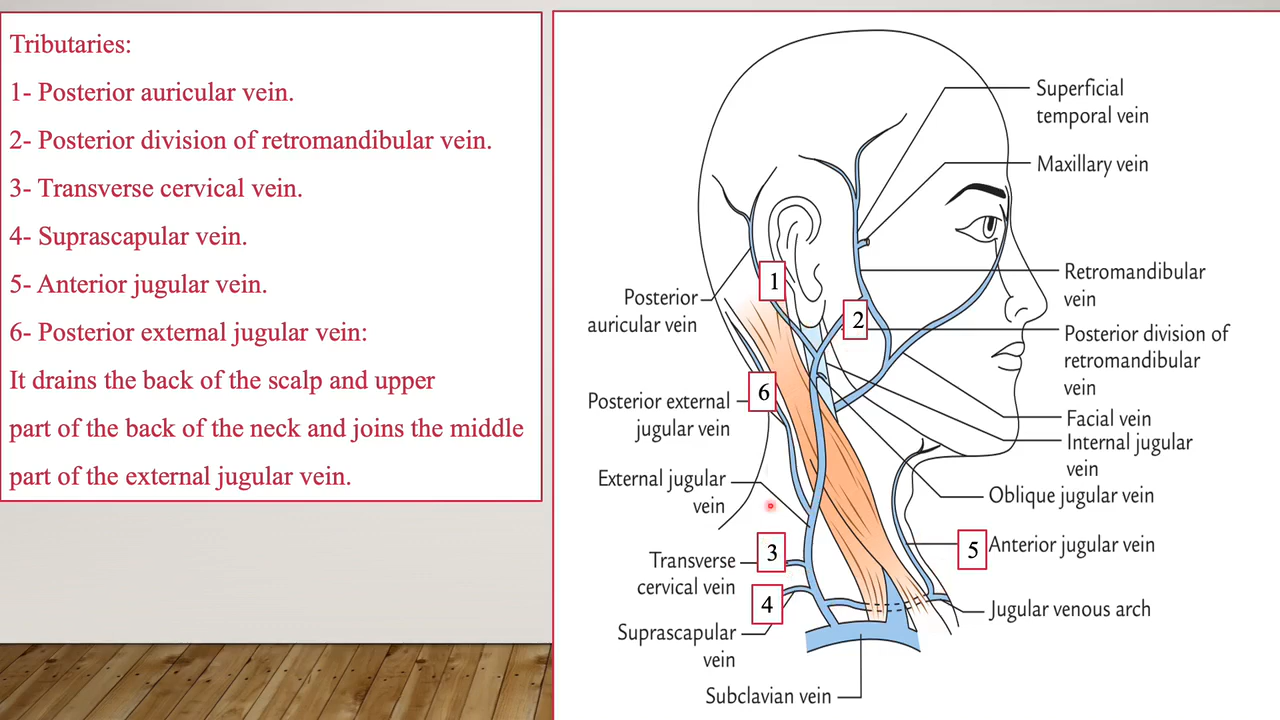 Tributaries:
1- Posterior auricular vein.
2- Posterior division of retromandibular vein.
3- Transverse cervical vein.
4- Suprascapular vein.
5- Anterior jugular vein.
6- Posterior external jugular vein:
It drains the back of the scalp and upper
part of the back of the neck and joins the middle
part of the external jugular vein.
Superficial
temporal vein
Maxillary vein
Retromandibular
vein
Posterior division of
retromandibular
vein
Facial vein
Internal jugular
vein
Oblique jugular vein
5
Anterior jugular vein
Jugular venous arch
1
2
Posterior
auricular vein
6
Posterior external
jugular vein
External jugular
vein
3
Transverse
cervical vein
4
Suprascapular
vein
Subclavian vein